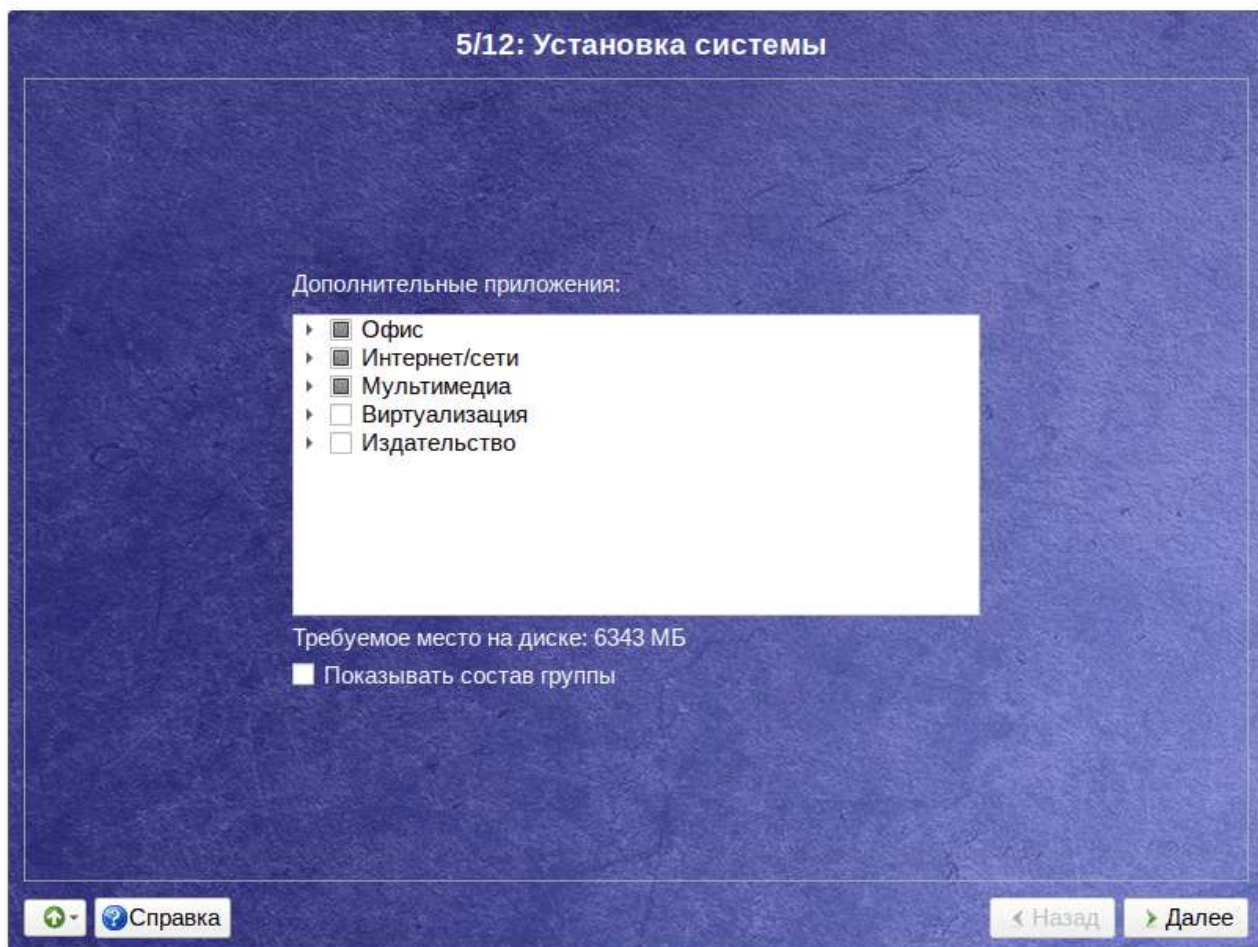 5/12: Установка системы
Дополнительные приложения:
Офис
Интернет/сети
Мультимедиа
Виртуализация
Издательство
Требуемое место на диске: 6343 МБ
Показывать состав группы
Справка
Назад
Далее